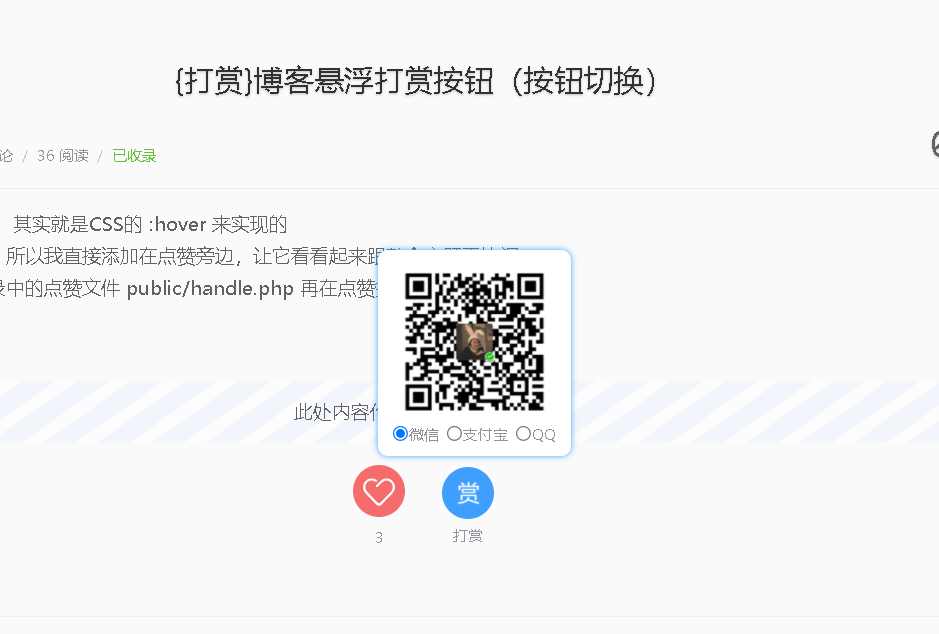 {打赏}博客悬浮打赏按钮（按钮切换）
论 / 36 阅读 / 已收录
其实就是CSS的 :hover 来实现的
所以我直接添加在点赞旁边，让它看看起来跟
录中的点赞文件 public/handle.php 再在点赞
此处内容作
微信 支付宝 QQ
赏
3
打赏